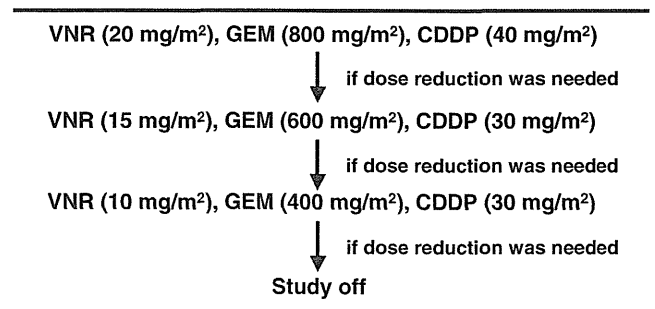 VNR (20 mg/m²), GEM (800 mg/m²), CDDP (40 mg/m²)
if dose reduction was needed
VNR (15 mg/m²), GEM (600 mg/m²), CDDP (30 mg/m²)
if dose reduction was needed
VNR (10 mg/m²), GEM (400 mg/m²), CDDP (30 mg/m²)
if dose reduction was needed
Study off